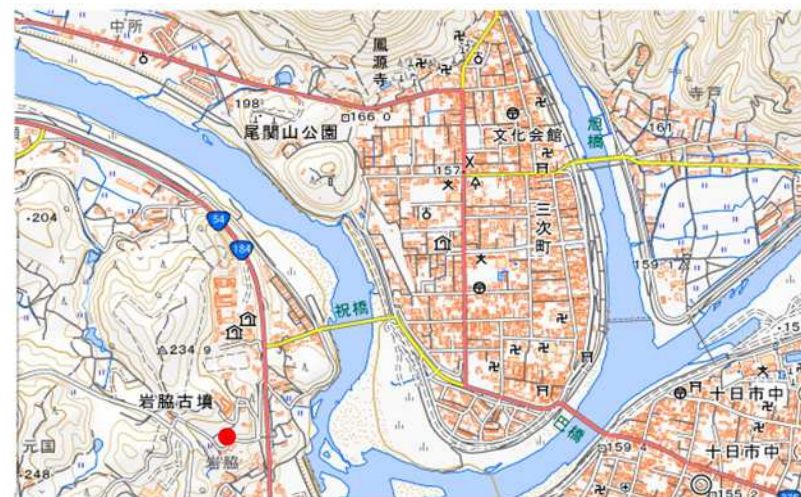 中所
鳳源寺
198
166.0
尾関山公園
文化会館
旭橋
寺戸
161
157
三次町
204
54
184
159.1
祝橋
234.9
岩脇古墳
元国
岩脇
248
巴橋
159.4
十日市中
十日市中
155.2